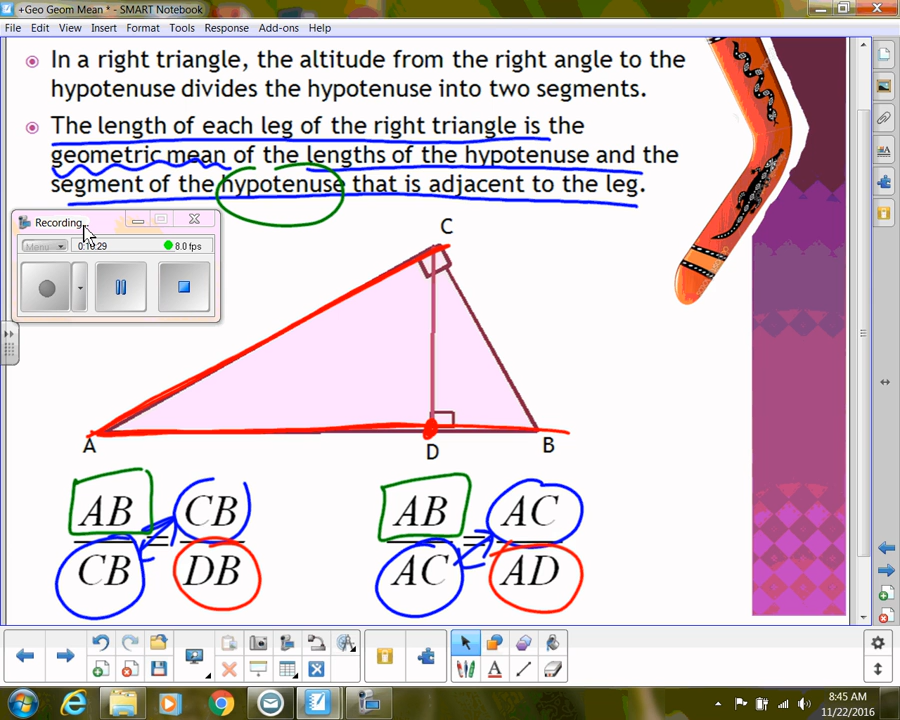 +Geo Geom Mean * - SMART Notebook
File Edit View Insert Format Tools Response Add-ons Help
In a right triangle, the altitude from the right angle to the
hypotenuse divides the hypotenuse into two segments.
The length of each leg of the right triangle is the
geometric mean of the lengths of the hypotenuse and the
segment of the hypotenuse that is adjacent to the leg.
Recording...
Menu 8.0 fps
C
A
D
B
AB = CB
CB DB
AB = AC
AC AD
8:45 AM
11/22/2016